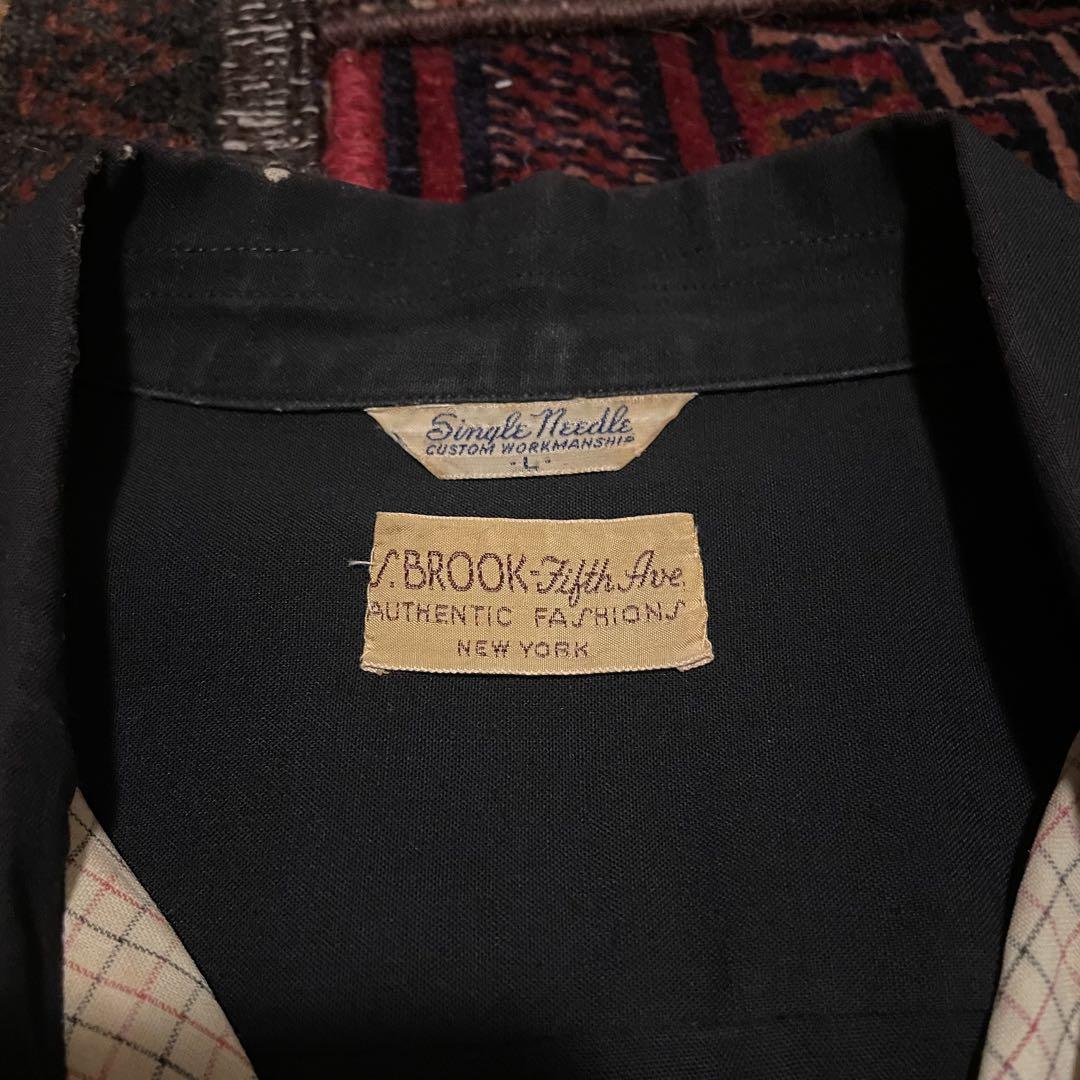 Single Needle
CUSTOM WORKMANSHIP
·L·
S. BROOK-Fifth Ave.
AUTHENTIC FASHIONS
NEW YORK